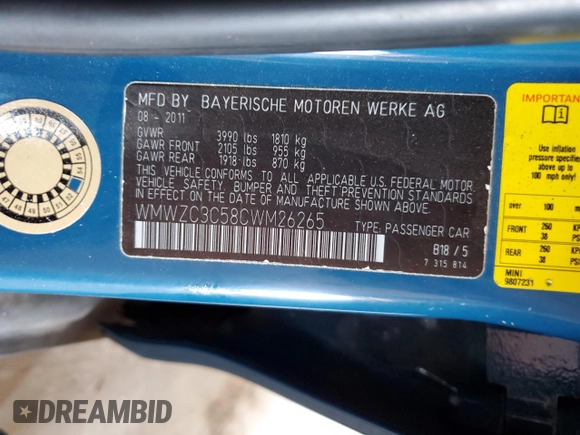 MFD BY BAYERISCHE MOTOREN WERKE AG
08 - 2011
GVWR 3990 lbs 1810 kg
GAWR FRONT 2105 lbs 955 kg
GAWR REAR 1918 lbs 870 kg
THIS VEHICLE CONFORMS TO ALL APPLICABLE U.S. FEDERAL MOTOR
VEHICLE SAFETY, BUMPER, AND THEFT PREVENTION STANDARDS
IN EFFECT ON THE DATE OF MANUFACTURE SHOWN ABOVE.
WMWZC3C58CWM26265 TYPE: PASSENGER CAR
B18 / 5
7 315 814
IMPORTAN
Use inflation
pressure specified
up to
100 mph only!
over 100
FRONT 260
38
REAR 260
38
MINI
9807231
DREAMBID